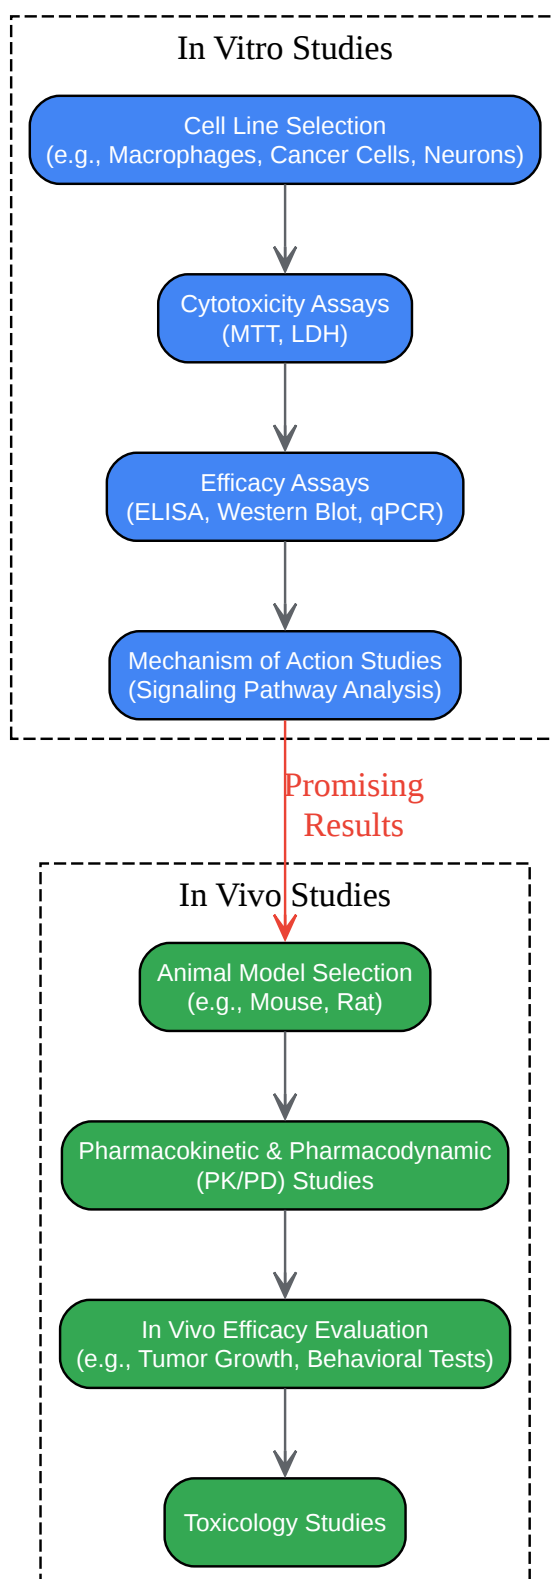 In Vitro Studies
Cell Line Selection
(e.g., Macrophages, Cancer Cells, Neurons)
Cytotoxicity Assays
(MTT, LDH)
Efficacy Assays
(ELISA, Western Blot, qPCR)
Mechanism of Action Studies
(Signaling Pathway Analysis)
Promising
Results
In Vivo Studies
Animal Model Selection
(e.g., Mouse, Rat)
Pharmacokinetic & Pharmacodynamic
(PK/PD) Studies
In Vivo Efficacy Evaluation
(e.g., Tumor Growth, Behavioral Tests)
Toxicology Studies